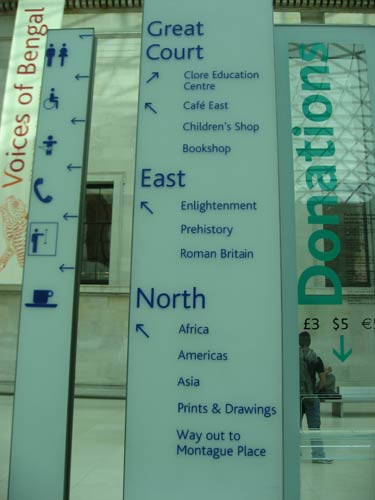 Voices of Bengal
Great
Court
Clore Education
Centre
Café East
Children's Shop
Bookshop
East
Enlightenment
Prehistory
Roman Britain
North
Africa
Americas
Asia
Prints & Drawings
Way out to
Montague Place
Donations
£3 $5 €